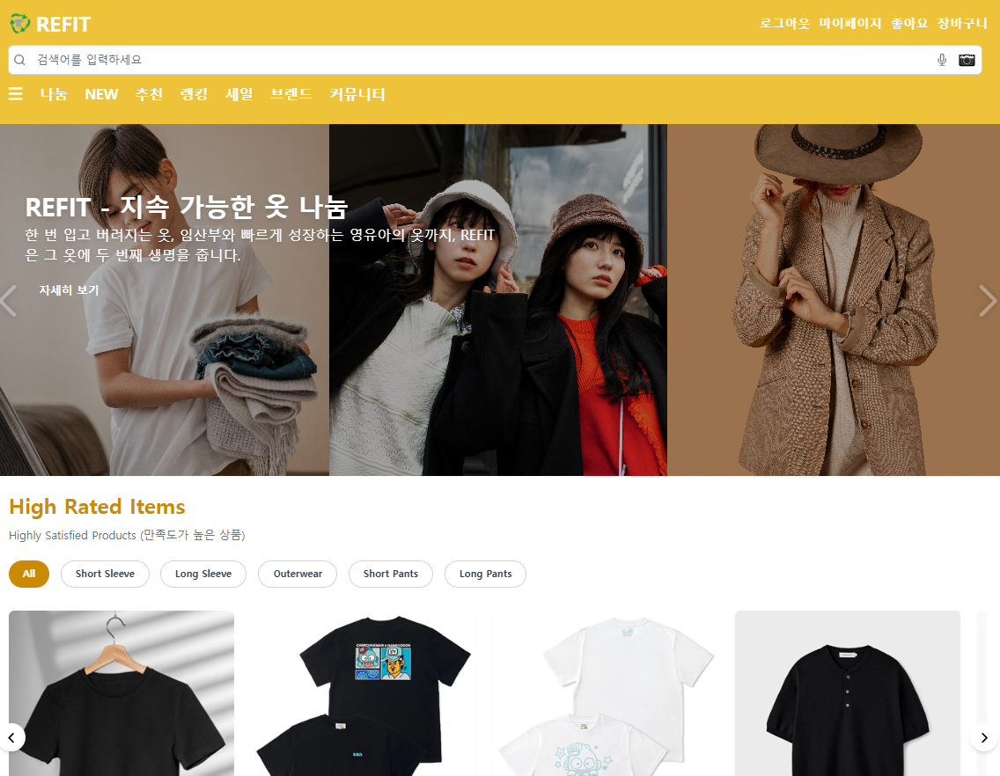 REFIT
로그아웃 마이페이지 좋아요 장바구니
검색어를 입력하세요
나눔 NEW 추천 랭킹 세일 브랜드 커뮤니티
REFIT - 지속 가능한 옷 나눔
한 번 입고 버려지는 옷, 임산부와 빠르게 성장하는 영유아의 옷까지, REFIT
은 그 옷에 두 번째 생명을 줍니다.
자세히 보기
High Rated Items
Highly Satisfied Products (만족도가 높은 상품)
All Short Sleeve Long Sleeve Outerwear Short Pants Long Pants